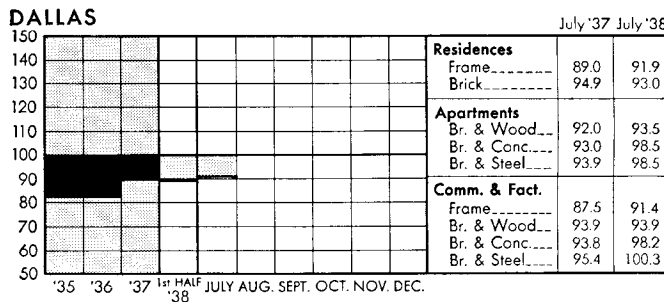 DALLAS
150
140
130
120
110
100
90
80
70
60
50
'35 '36 '37 1st HALF '38 JULY AUG. SEPT. OCT. NOV. DEC.
July '37 July '38
Residences
Frame 89.0 91.9
Brick 94.9 93.0
Apartments
Br. & Wood 92.0 93.5
Br. & Conc. 93.0 98.5
Br. & Steel 93.9 98.5
Comm. & Fact.
Frame 87.5 91.4
Br. & Wood 93.9 93.9
Br. & Conc. 93.8 98.2
Br. & Steel 95.4 100.3